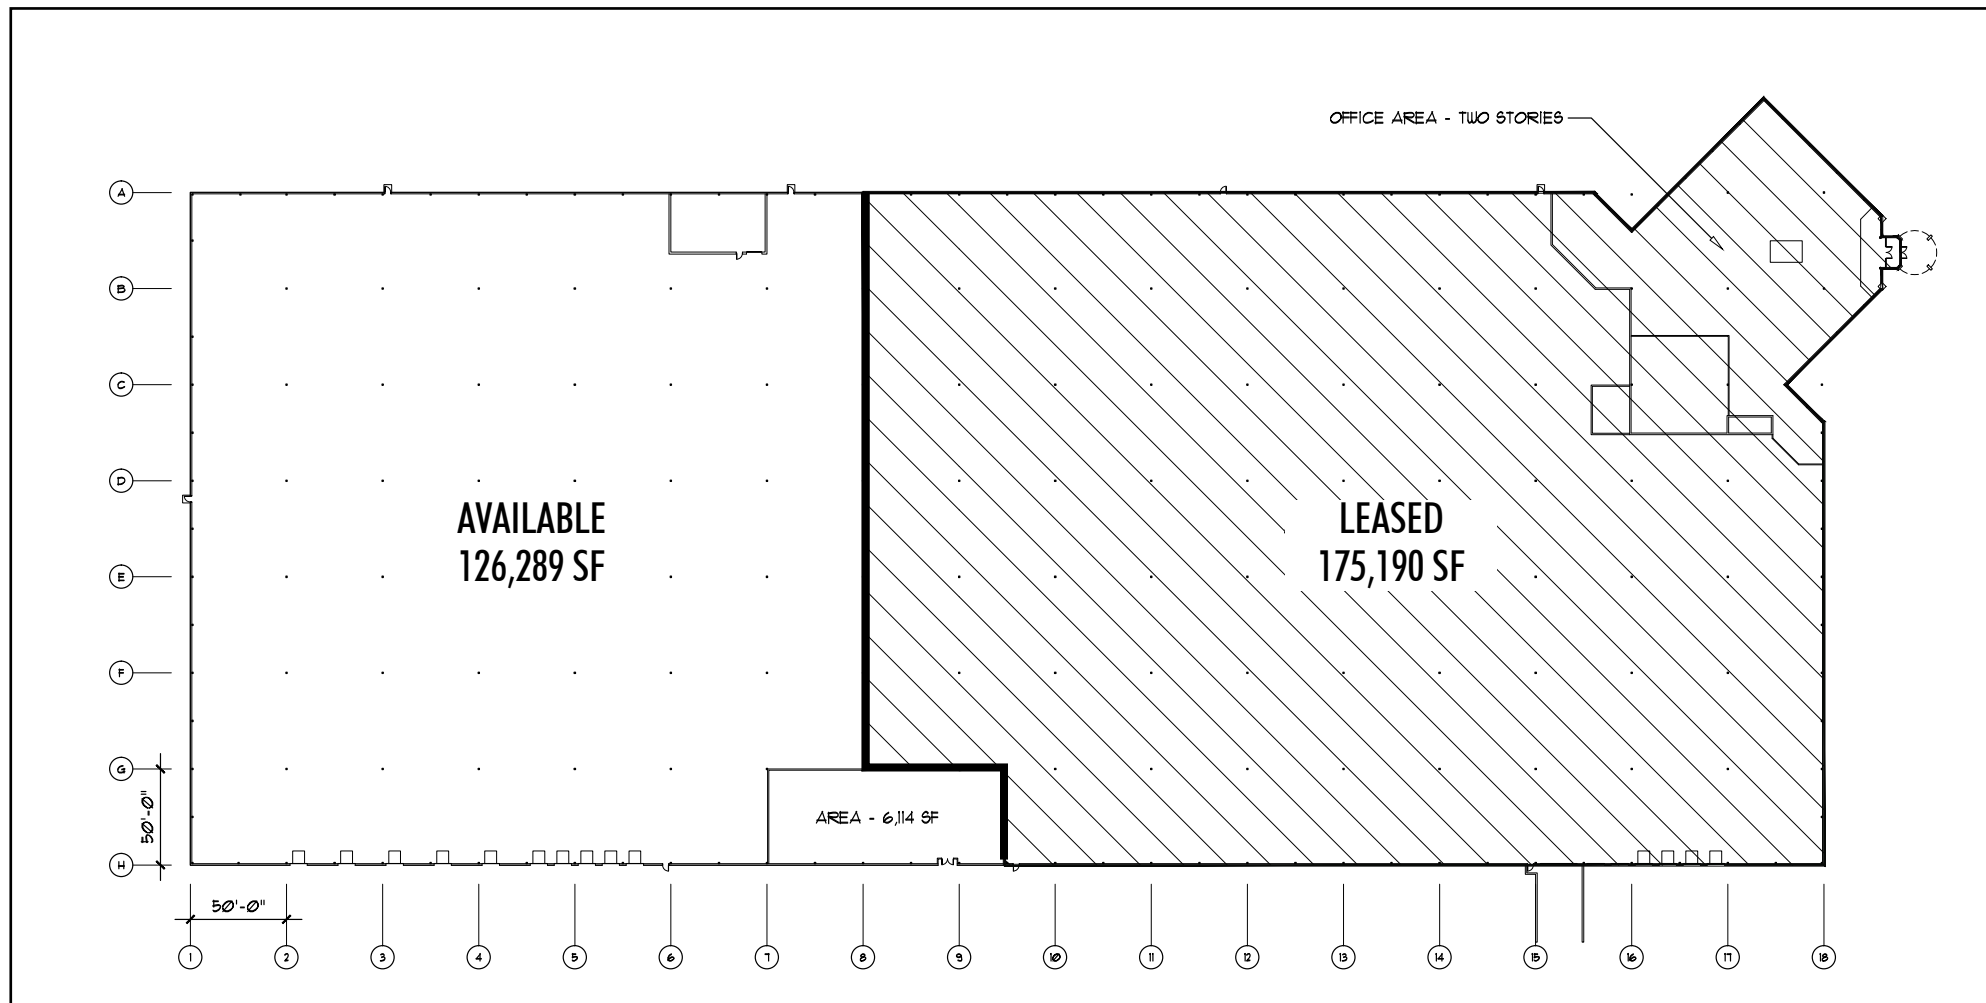 OFFICE AREA - TWO STORIES
A
B
C
D
E
F
G
H
AVAILABLE
126,289 SF
LEASED
175,190 SF
AREA - 6,114 SF
50'-0"
50'-0"
1
2
3
4
5
6
7
8
9
10
11
12
13
14
15
16
17
18